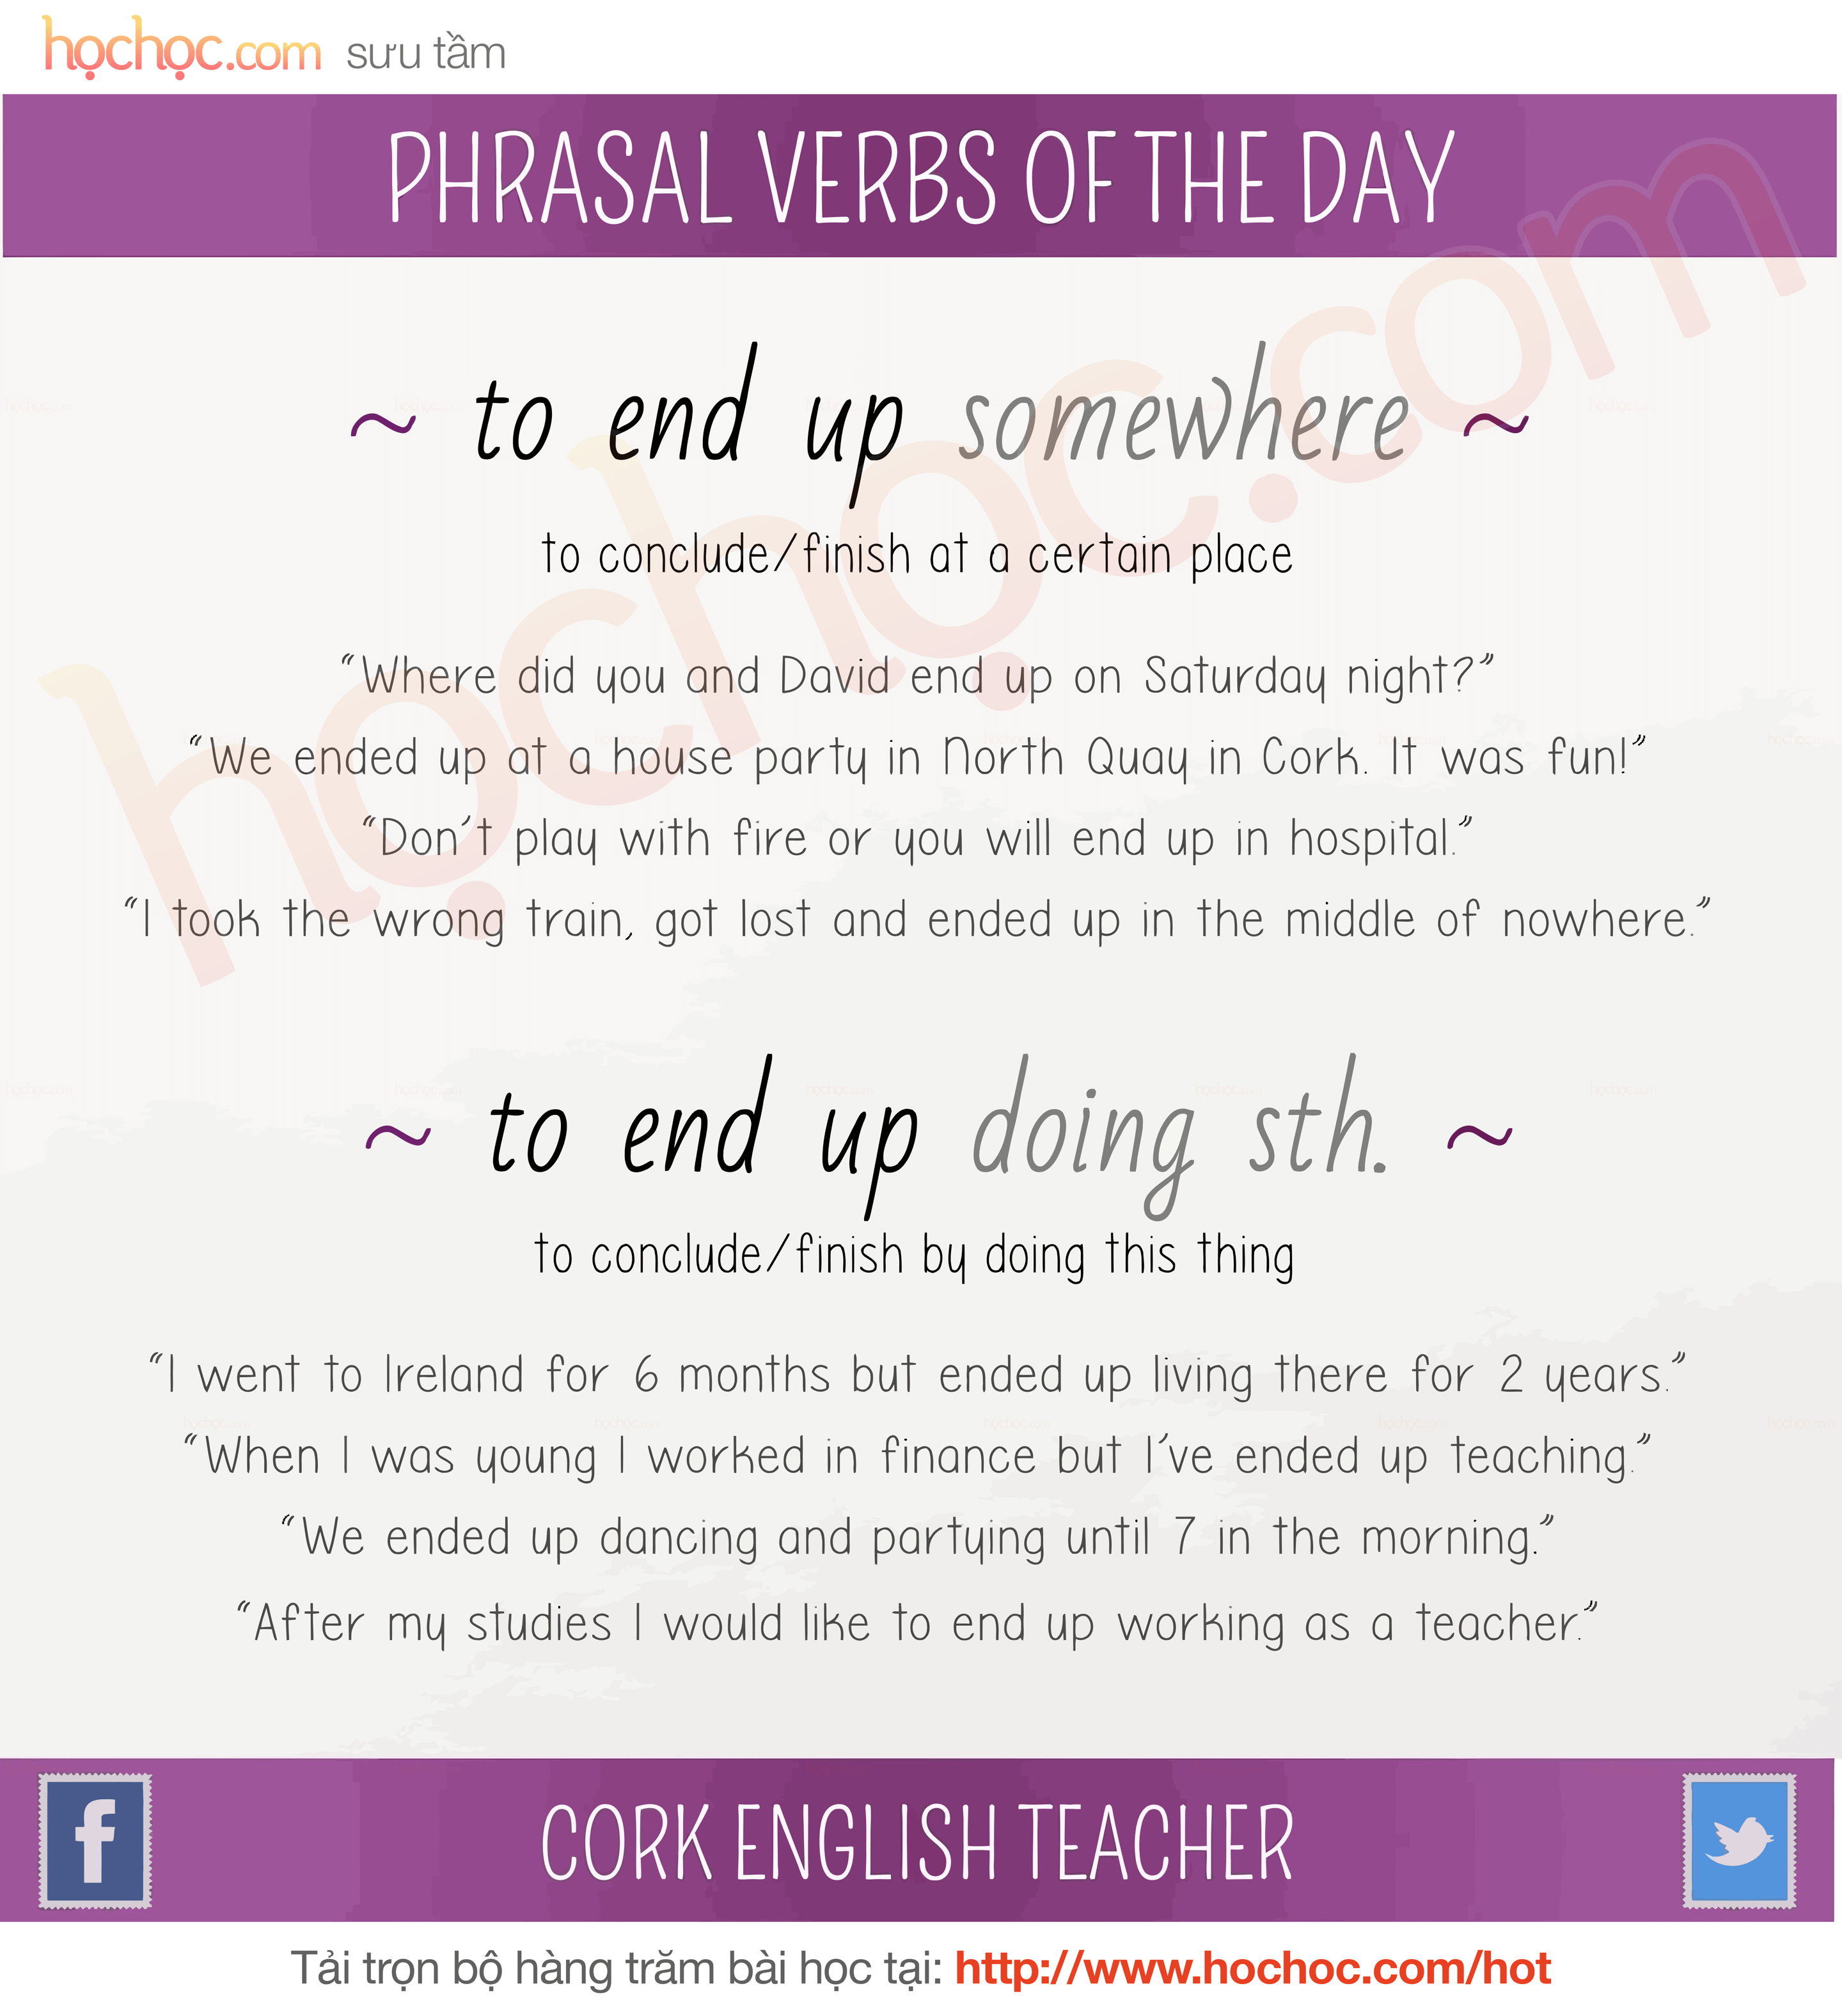 họchọc.com sưu tầm
PHRASAL VERBS OF THE DAY
~ to end up somewhere ~
to conclude/finish at a certain place
“Where did you and David end up on Saturday night?”
“We ended up at a house party in North Quay in Cork. It was fun!”
“Don’t play with fire or you will end up in hospital.”
“I took the wrong train, got lost and ended up in the middle of nowhere.”
~ to end up doing sth. ~
to conclude/finish by doing this thing
“I went to Ireland for 6 months but ended up living there for 2 years.”
“When I was young I worked in finance but I’ve ended up teaching.”
“We ended up dancing and partying until 7 in the morning.”
“After my studies I would like to end up working as a teacher.”
CORK ENGLISH TEACHER
Tải trọn bộ hàng trăm bài học tại: http://www.hochoc.com/hot
họchọc.com